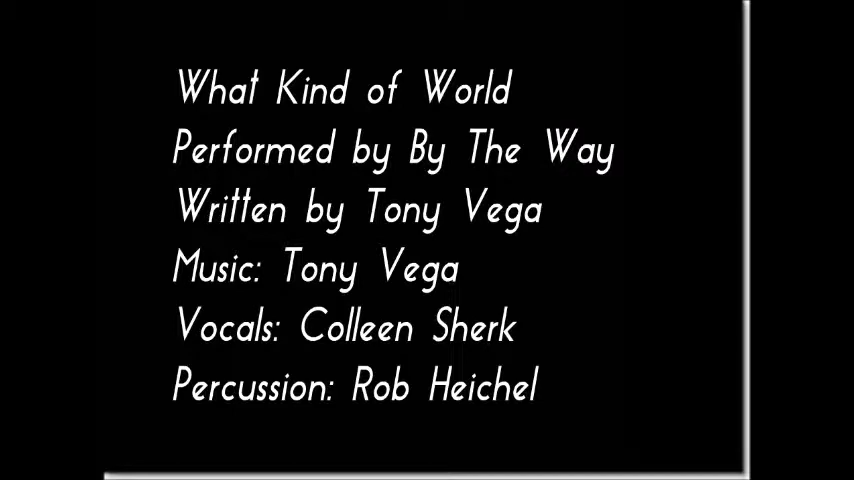 What Kind of World
Performed by By The Way
Written by Tony Vega
Music: Tony Vega
Vocals: Colleen Sherk
Percussion: Rob Heichel